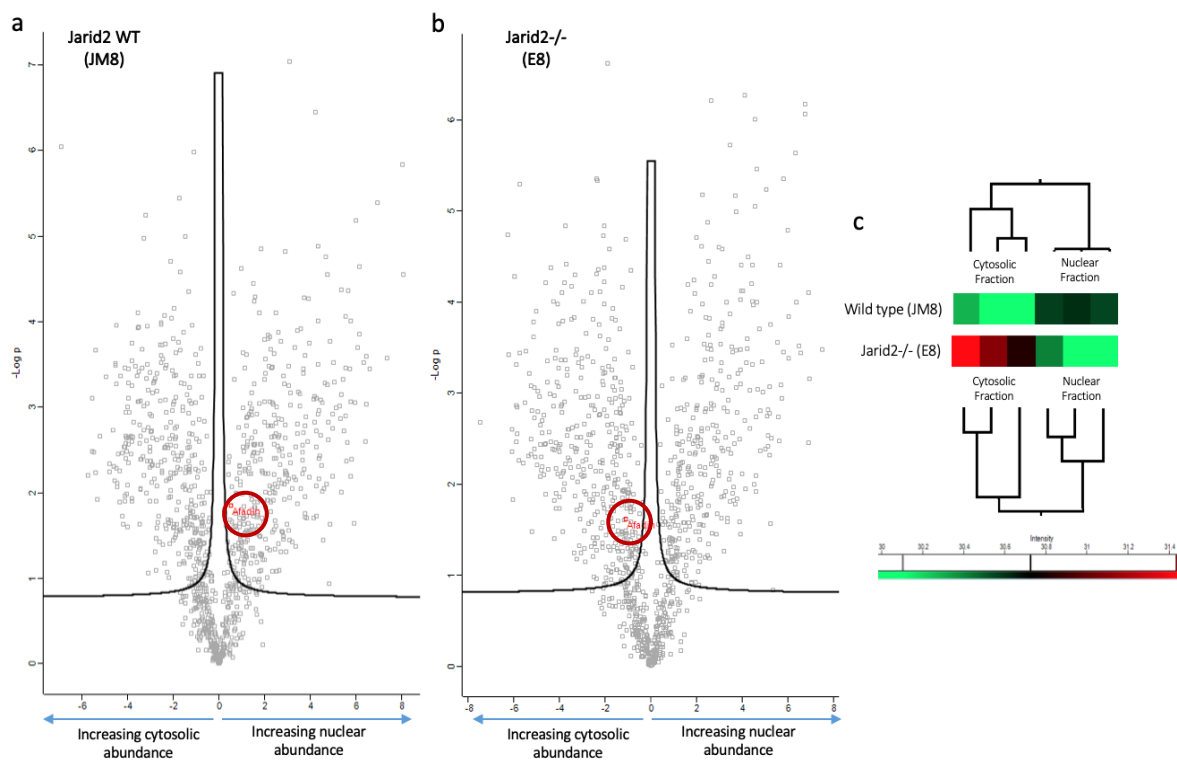 a
Jarid2 WT
(JM8)
-Log p
7
6
5
4
3
2
1
0
-6
-4
-2
0
2
4
6
8
Afadin
Increasing cytosolic
abundance
Increasing nuclear
abundance
b
Jarid2-/-
(E8)
-Log p
6
5
4
3
2
1
0
-8
-6
-4
-2
0
2
4
6
8
Increasing cytosolic
abundance
Increasing nuclear
abundance
c
Cytosolic
Fraction
Nuclear
Fraction
Wild type (JM8)
Jarid2-/- (E8)
Cytosolic
Fraction
Nuclear
Fraction
Intensity
30
30.2
30.4
30.6
30.8
31
31.2
31.4